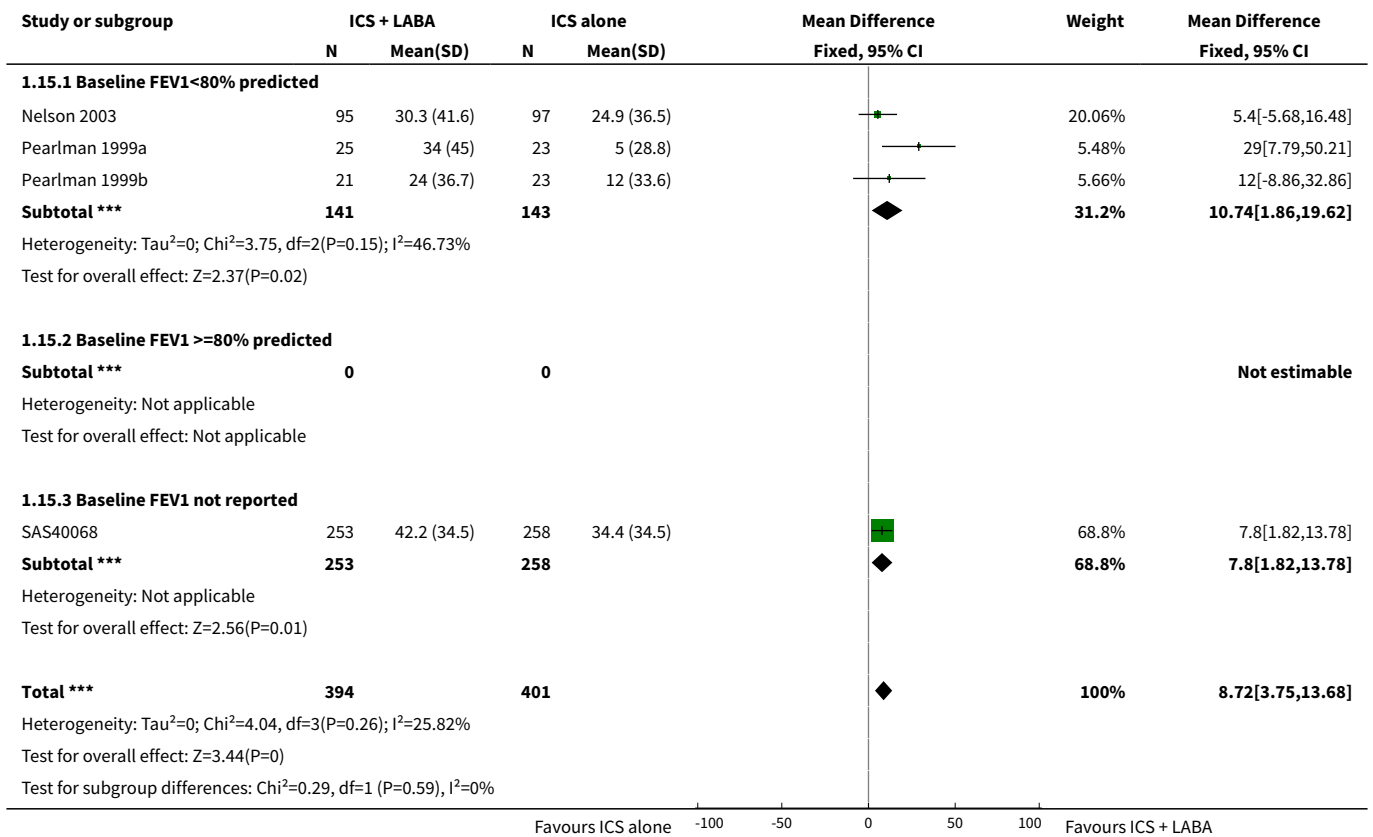 Study or subgroup ICS + LABA ICS alone Mean Difference Weight Mean Difference
N Mean(SD) N Mean(SD) Fixed, 95% CI Fixed, 95% CI
1.15.1 Baseline FEV1<80% predicted
Nelson 2003 95 30.3 (41.6) 97 24.9 (36.5) 20.06% 5.4[-5.68,16.48]
Pearlman 1999a 25 34 (45) 23 5 (28.8) 5.48% 29[7.79,50.21]
Pearlman 1999b 21 24 (36.7) 23 12 (33.6) 5.66% 12[-8.86,32.86]
Subtotal *** 141 143 31.2% 10.74[1.86,19.62]
Heterogeneity: Tau²=0; Chi²=3.75, df=2(P=0.15); I²=46.73%
Test for overall effect: Z=2.37(P=0.02)
1.15.2 Baseline FEV1 >=80% predicted
Subtotal *** 0 0 Not estimable
Heterogeneity: Not applicable
Test for overall effect: Not applicable
1.15.3 Baseline FEV1 not reported
SAS40068 253 42.2 (34.5) 258 34.4 (34.5) 68.8% 7.8[1.82,13.78]
Subtotal *** 253 258 68.8% 7.8[1.82,13.78]
Heterogeneity: Not applicable
Test for overall effect: Z=2.56(P=0.01)
Total *** 394 401 100% 8.72[3.75,13.68]
Heterogeneity: Tau²=0; Chi²=4.04, df=3(P=0.26); I²=25.82%
Test for overall effect: Z=3.44(P=0)
Test for subgroup differences: Chi²=0.29, df=1 (P=0.59), I²=0%
Favours ICS alone -100 -50 0 50 100 Favours ICS + LABA